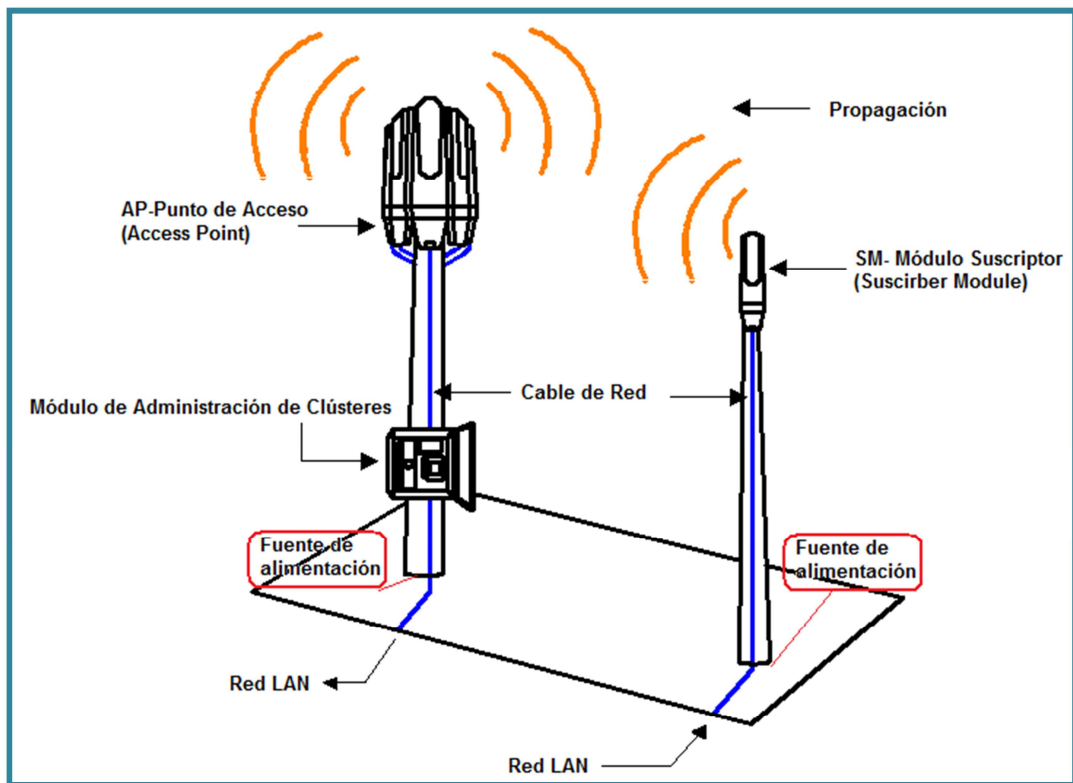 Propagación
AP-Punto de Acceso
(Access Point)
SM- Módulo Suscriptor
(Suscirber Module)
Cable de Red
Módulo de Administración de Clústeres
Fuente de
alimentación
Fuente de
alimentación
Red LAN
Red LAN